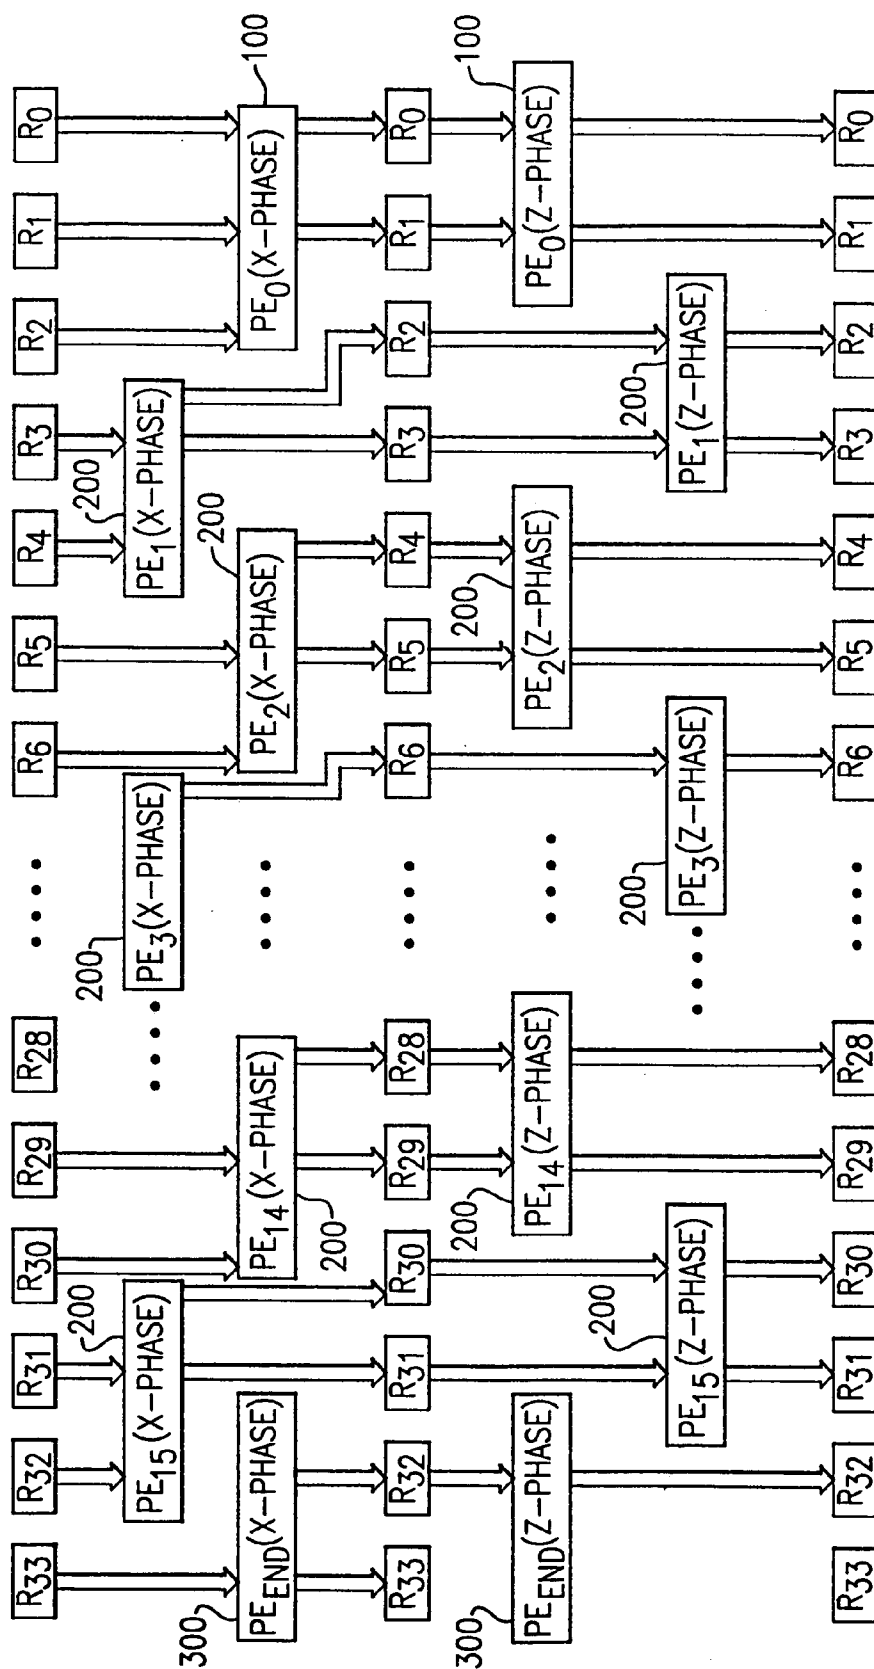 R33 R32 R31 R30 R29 R28 •••• R6 R5 R4 R3 R2 R1 R0
200 200 200
PE15(X-PHASE) •••• PE3(X-PHASE) PE1(X-PHASE)
300 200 100
PEEND(X-PHASE) PE14(X-PHASE) •••• PE2(X-PHASE) PE0(X-PHASE)
200
R33 R32 R31 R30 R29 R28 •••• R6 R5 R4 R3 R2 R1 R0
300 200 200 100
PEEND(Z-PHASE) PE14(Z-PHASE) •••• PE2(Z-PHASE) PE0(Z-PHASE)
200 200 200
PE15(Z-PHASE) •••• PE3(Z-PHASE) PE1(Z-PHASE)
R33 R32 R31 R30 R29 R28 •••• R6 R5 R4 R3 R2 R1 R0